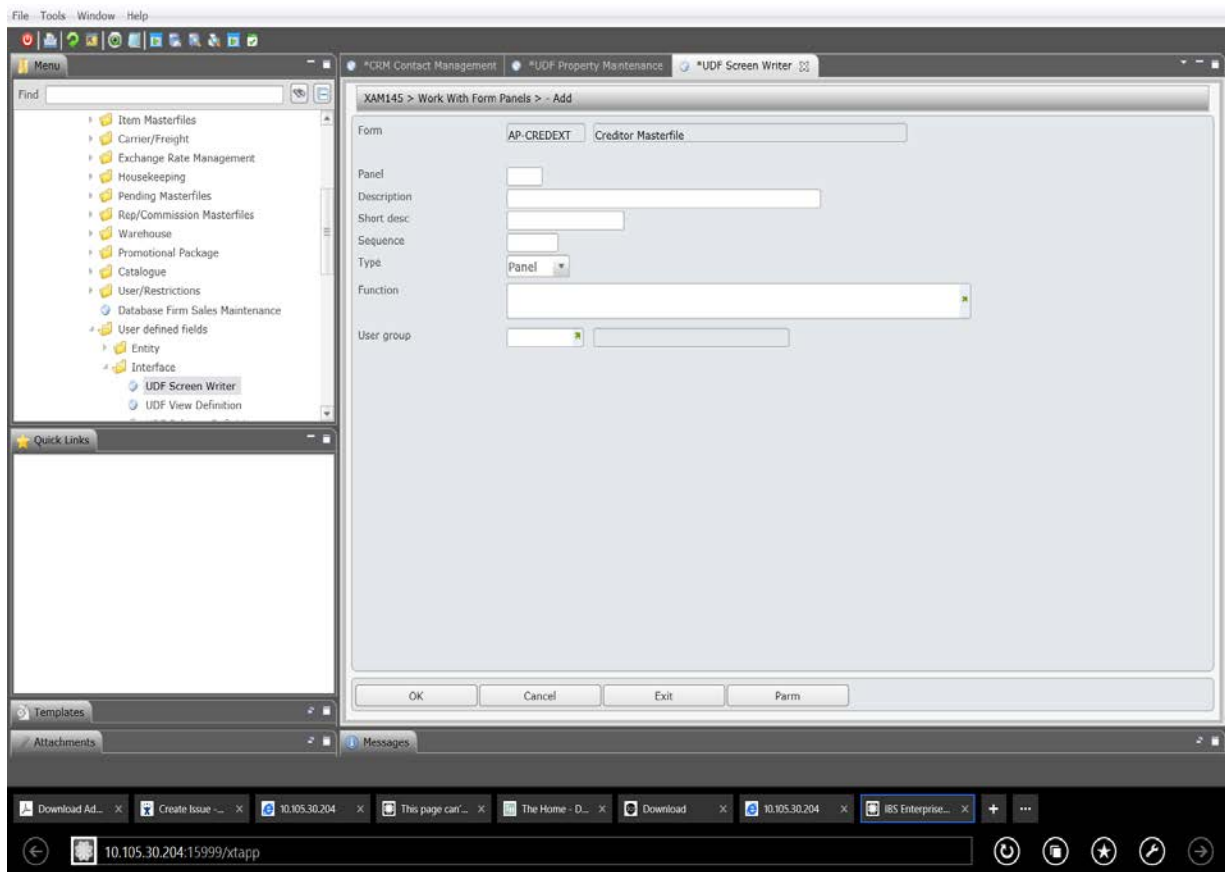 File Tools Window Help
Menu
*CRM Contact Management
*UDF Property Maintenance
*UDF Screen Writer
Find
XAM145 > Work With Form Panels > - Add
Item Masterfiles
Carrier/Freight
Exchange Rate Management
Housekeeping
Pending Masterfiles
Rep/Commission Masterfiles
Warehouse
Promotional Package
Catalogue
User/Restrictions
Database Firm Sales Maintenance
User defined fields
Entity
Interface
UDF Screen Writer
UDF View Definition
Form AP-CREDEXT Creditor Masterfile
Panel
Description
Short desc
Sequence
Type Panel
Function
User group
Quick Links
OK Cancel Exit Parm
Templates
Attachments
Messages
Download Ad... Create Issue -... 10.105.30.204 This page can'... The Home - D... Download 10.105.30.204 IBS Enterprise...
10.105.30.204:15999/xtapp